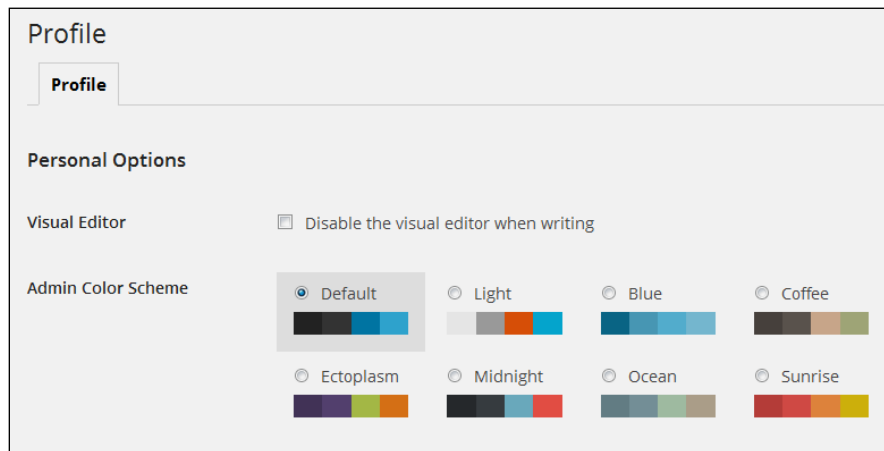 Profile
Profile
Personal Options
Visual Editor Disable the visual editor when writing
Admin Color Scheme Default Light Blue Coffee
Ectoplasm Midnight Ocean Sunrise